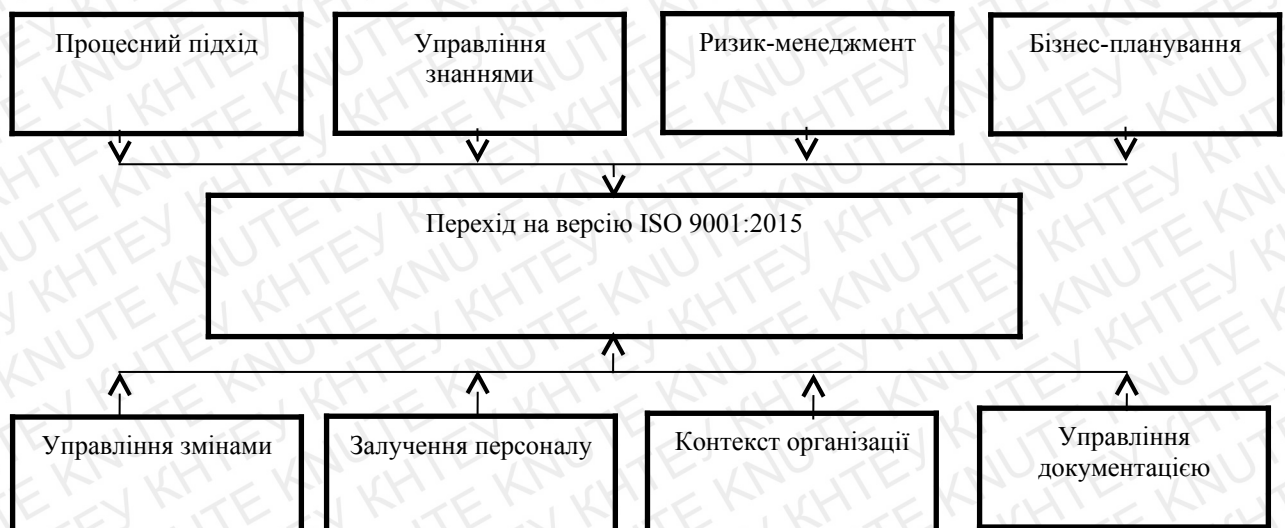 Процесний підхід
Управління
знаннями
Ризик-менеджмент
Бізнес-планування
Перехід на версію ISO 9001:2015
Управління змінами
Залучення персоналу
Контекст організації
Управління
документацією